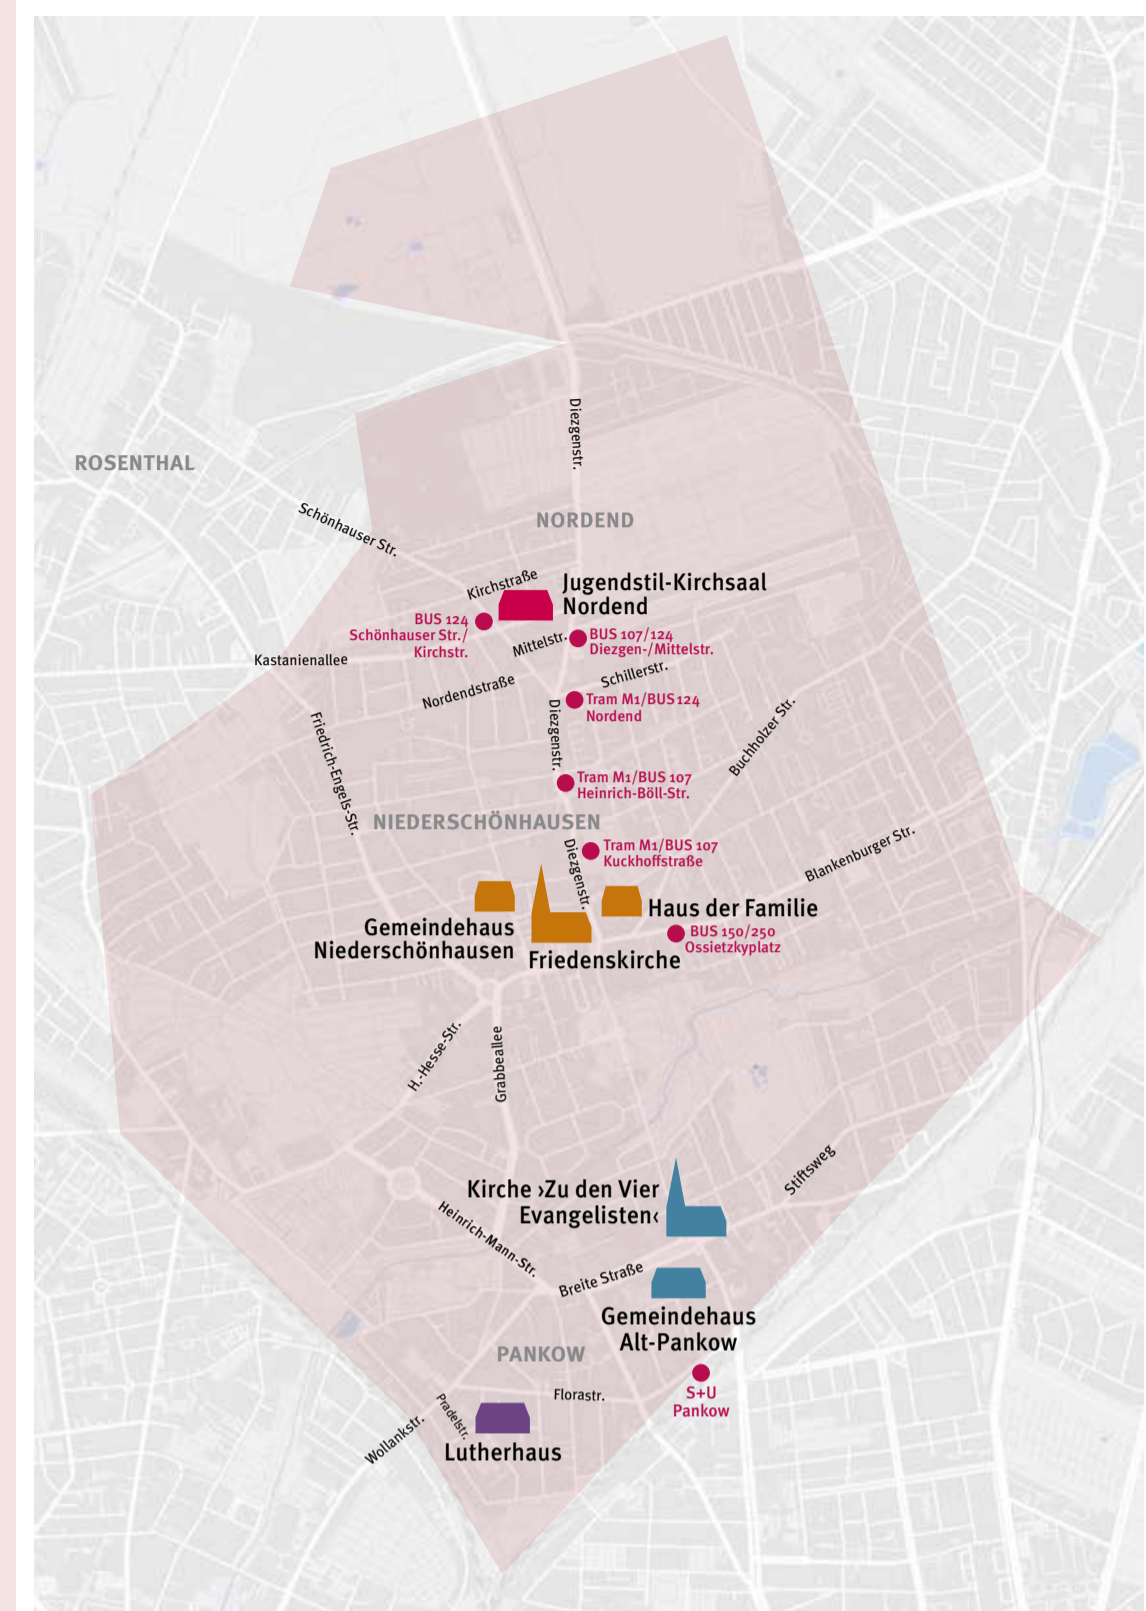 Diezgenstr.
ROSENTHAL
Schönhauser Str.
NORDEND
Kirchstraße
Jugendstil-Kirchsaal
Nordend
BUS 124
Schönhauser Str./
Kirchstr.
Mittelstr.
BUS 107/124
Diezgen-/Mittelstr.
Kastanienallee
Nordendstraße
Schillerstr.
Tram M1/BUS 124
Nordend
Diezgenstr.
Buchholzer Str.
Friedrich-Engels-Str.
Tram M1/BUS 107
Heinrich-Böll-Str.
NIEDERSCHÖNHAUSEN
Diezgenstr.
Tram M1/BUS 107
Kuckhoffstraße
Blankenburger Str.
Gemeindehaus
Niederschönhausen
Friedenskirche
Haus der Familie
BUS 150/250
Ossietzkyplatz
H.-Hesse-Str.
Grabbeallee
Stiftsweg
Kirche ›Zu den Vier
Evangelisten‹
Heinrich-Mann-Str.
Breite Straße
Gemeindehaus
Alt-Pankow
PANKOW
S+U
Pankow
Florastr.
Pradelstr.
Wollankstr.
Lutherhaus